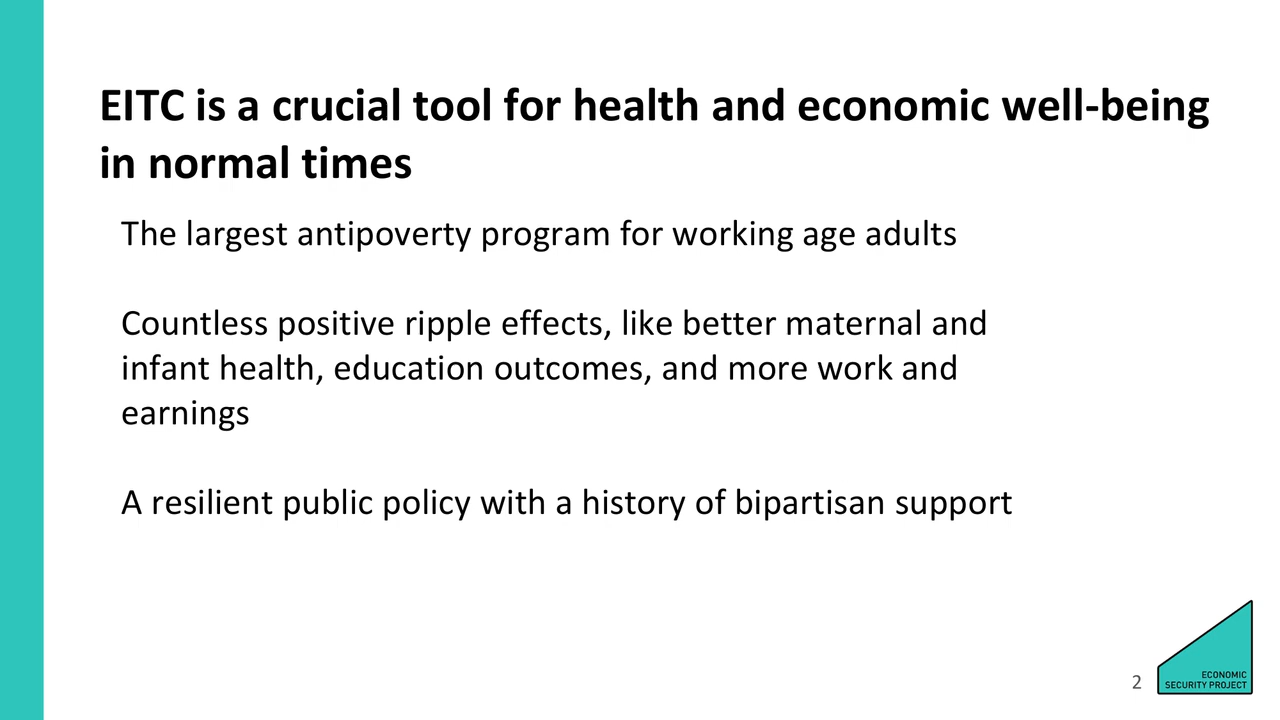 EITC is a crucial tool for health and economic well-being
in normal times
The largest antipoverty program for working age adults
Countless positive ripple effects, like better maternal and
infant health, education outcomes, and more work and
earnings
A resilient public policy with a history of bipartisan support
2
ECONOMIC
SECURITY PROJECT